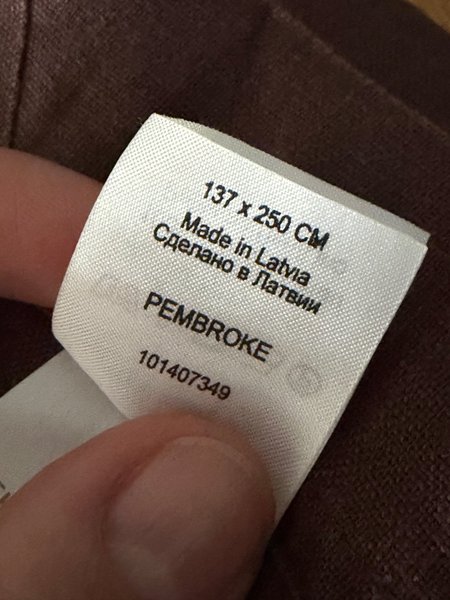 137 x 250 CM
Made in Latvia
Сделано в Латвии
PEMBROKE
101407349